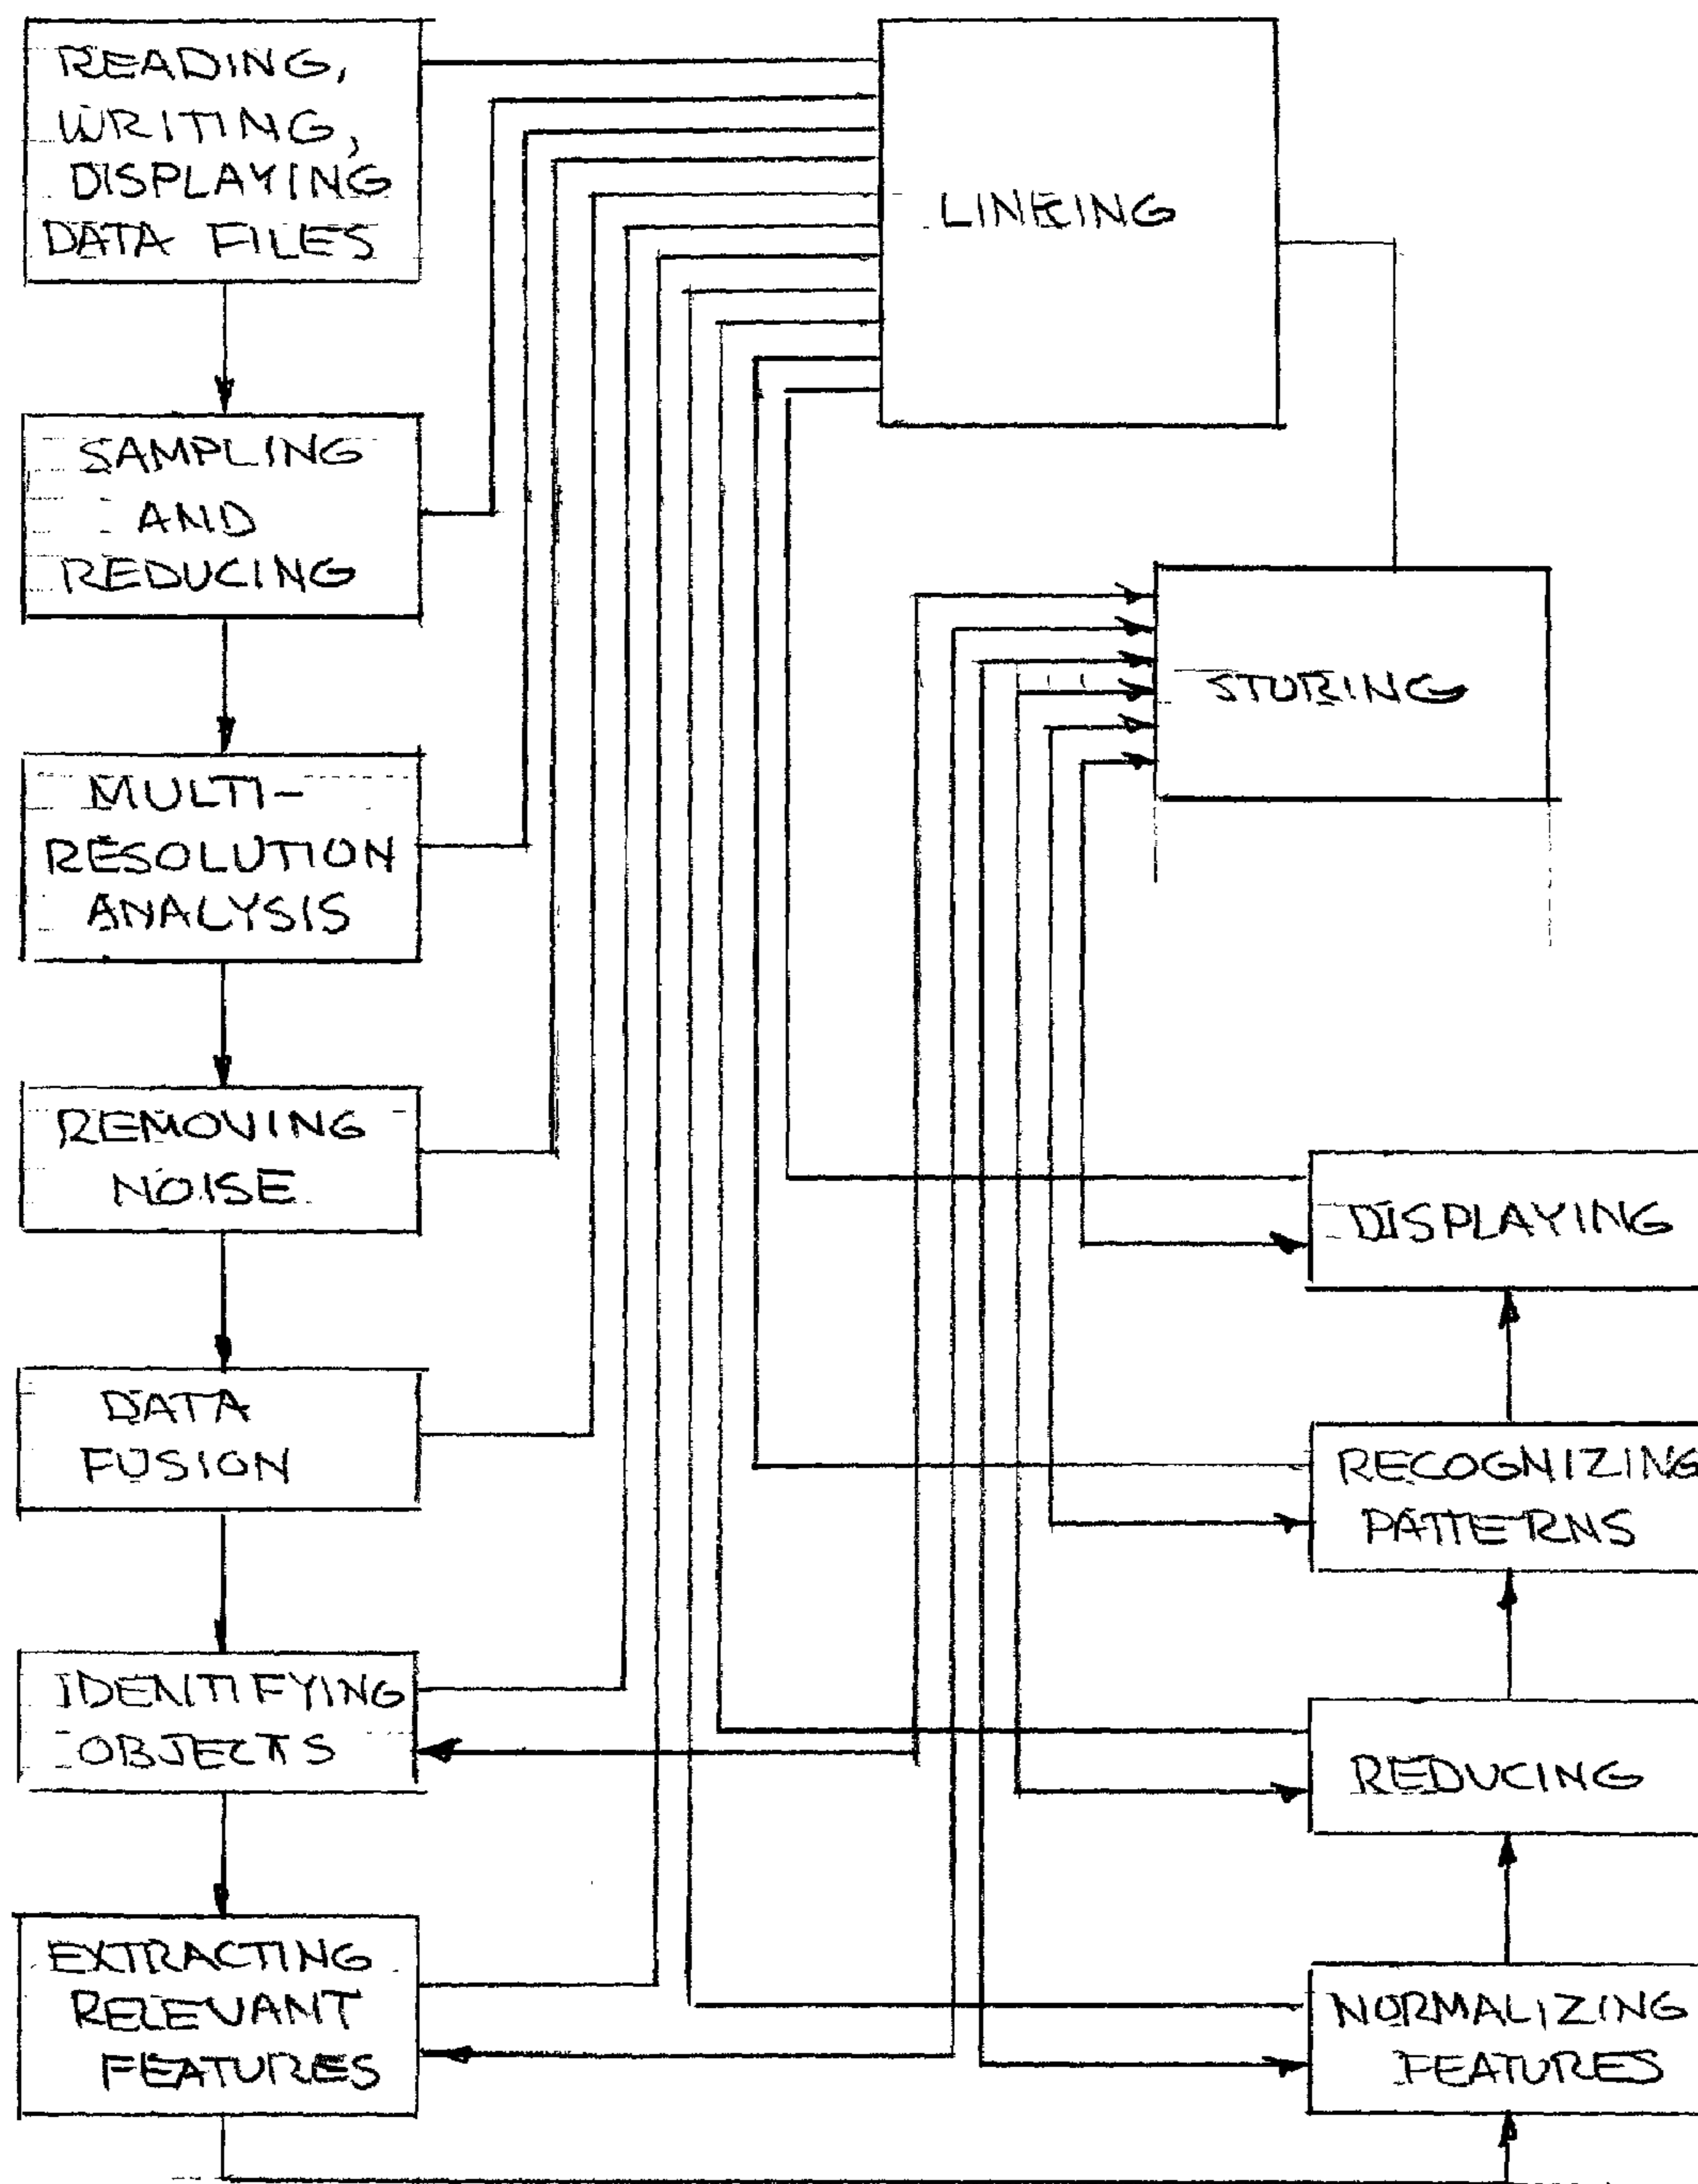 READING,
WRITING,
DISPLAYING
DATA FILES
LINKING
SAMPLING
AND
REDUCING
STORING
MULTI-
RESOLUTION
ANALYSIS
REMOVING
NOISE
DISPLAYING
DATA
FUSION
RECOGNIZING
PATTERNS
IDENTIFYING
OBJECTS
REDUCING
EXTRACTING
RELEVANT
FEATURES
NORMALIZING
FEATURES